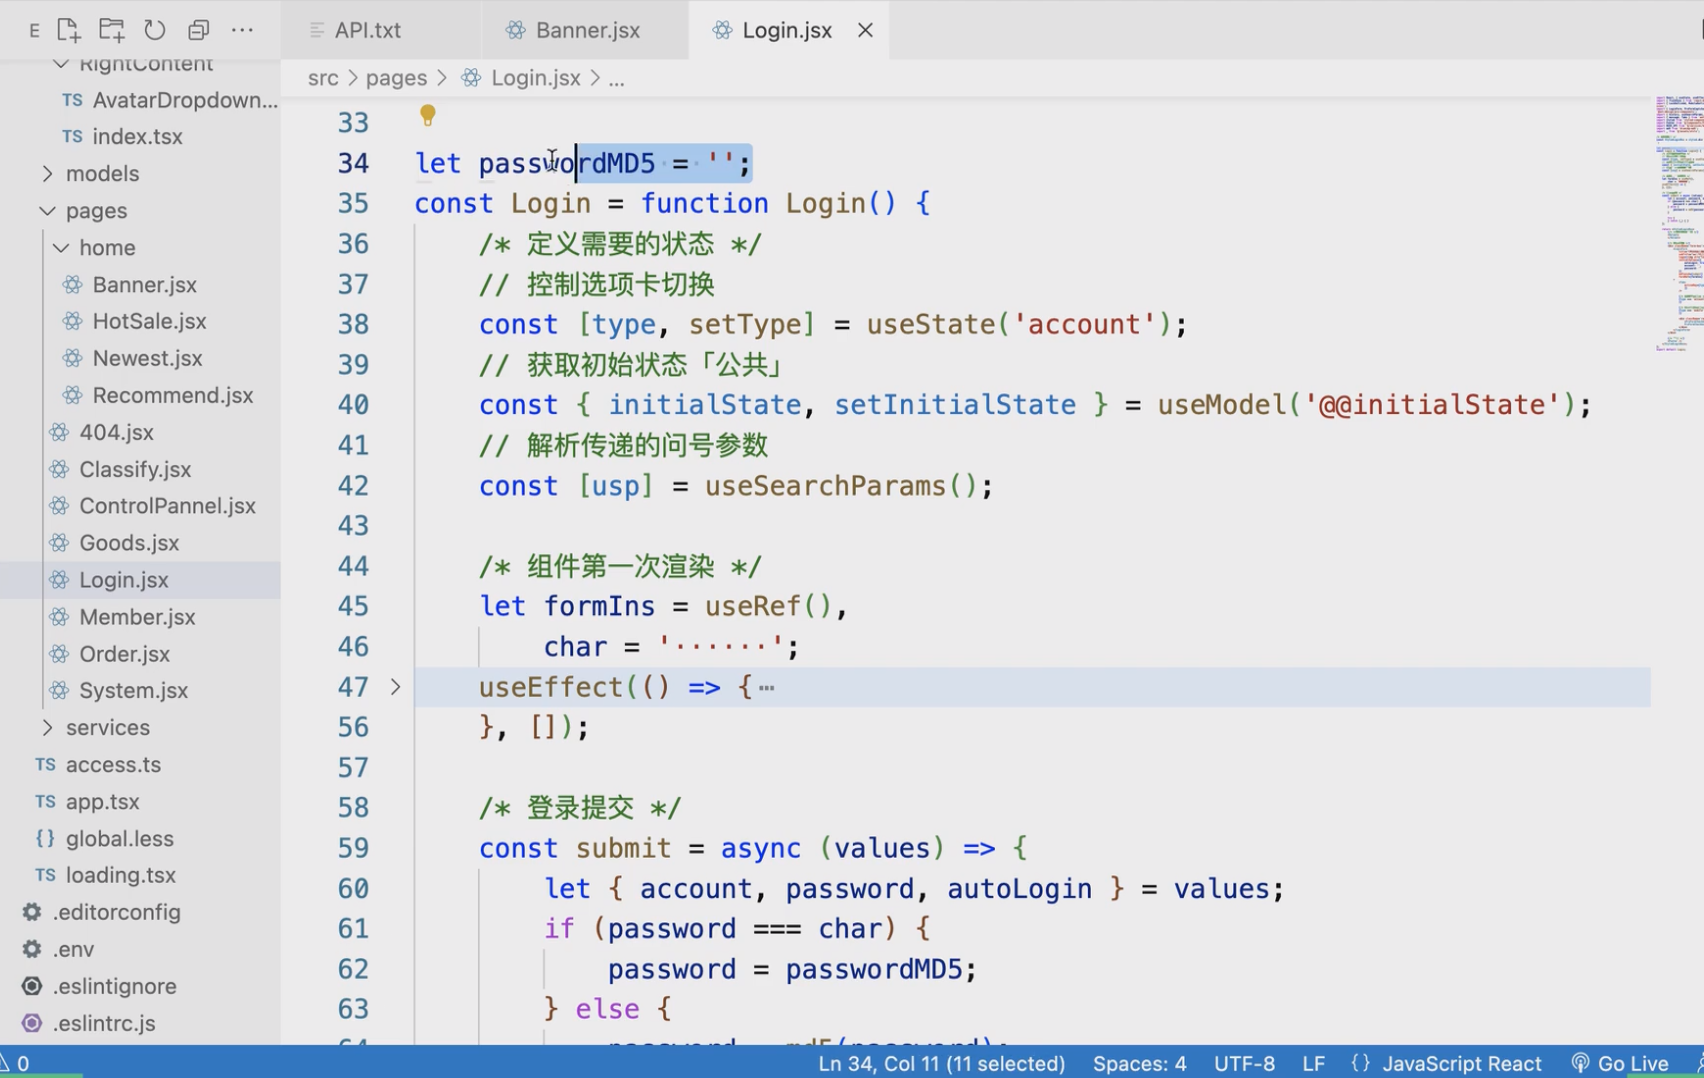 E
RightContent
TS AvatarDropdown...
TS index.tsx
models
pages
home
Banner.jsx
HotSale.jsx
Newest.jsx
Recommend.jsx
404.jsx
Classify.jsx
ControlPannel.jsx
Goods.jsx
Login.jsx
Member.jsx
Order.jsx
System.jsx
services
TS access.ts
TS app.tsx
{} global.less
TS loading.tsx
.editorconfig
.env
.eslintignore
.eslintrc.js
API.txt
Banner.jsx
Login.jsx
src > pages > Login.jsx > ...
33
34 let passwordMD5 = '';
35 const Login = function Login() {
36 /* 定义需要的状态 */
37 // 控制选项卡切换
38 const [type, setType] = useState('account');
39 // 获取初始状态「公共」
40 const { initialState, setInitialState } = useModel('@@initialState');
41 // 解析传递的问号参数
42 const [usp] = useSearchParams();
43
44 /* 组件第一次渲染 */
45 let formIns = useRef(),
46 char = '······';
47 useEffect(() => {…
56 }, []);
57
58 /* 登录提交 */
59 const submit = async (values) => {
60 let { account, password, autoLogin } = values;
61 if (password === char) {
62 password = passwordMD5;
63 } else {
64 password = md5(password);
0
Ln 34, Col 11 (11 selected)
Spaces: 4
UTF-8
LF
{} JavaScript React
Go Live